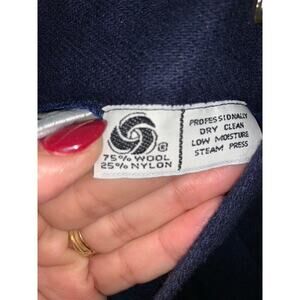 75% WOOL
25% NYLON
PROFESSIONALLY
DRY CLEAN
LOW MOISTURE
STEAM PRESS